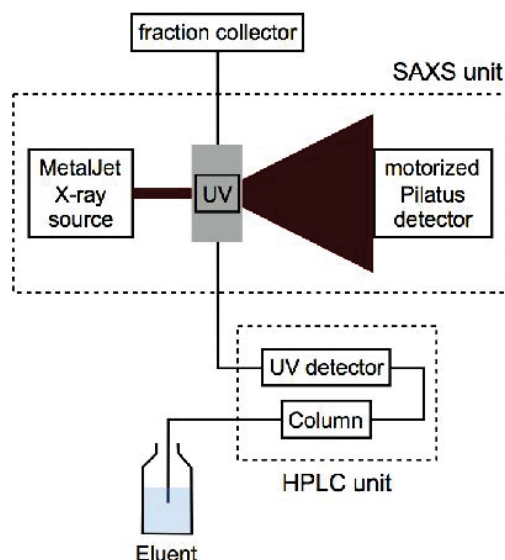 fraction collector
SAXS unit
MetalJet
X-ray
source
UV
motorized
Pilatus
detector
UV detector
Column
HPLC unit
Eluent